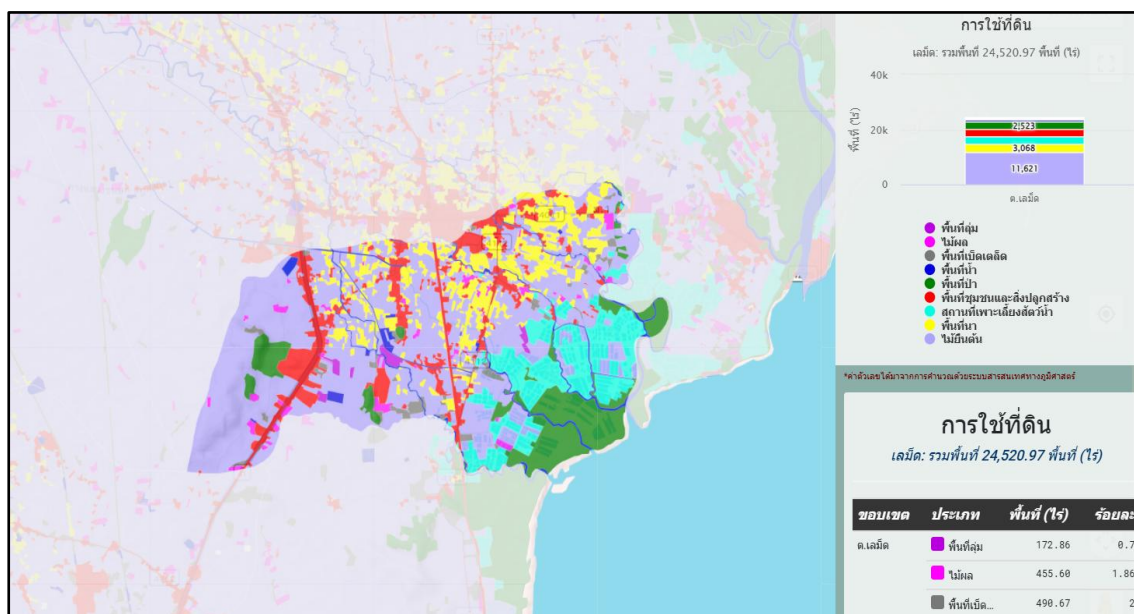 การใช้ที่ดิน
เลม็ด: รวมพื้นที่ 24,520.97 พื้นที่ (ไร่)
40k
20k
0
พื้นที่ (ไร่)
2,523
3,068
11,621
ต.เลม็ด
พื้นที่ลุ่ม
ไม้ผล
พื้นที่เบ็ดเตล็ด
พื้นที่น้ำ
พื้นที่ป่า
พื้นที่ชุมชนและสิ่งปลูกสร้าง
สถานที่เพาะเลี้ยงสัตว์น้ำ
พื้นที่นา
ไม้ยืนต้น
*ค่าตัวเลขได้มาจากการคำนวณด้วยระบบสารสนเทศทางภูมิศาสตร์
การใช้ที่ดิน
เลม็ด: รวมพื้นที่ 24,520.97 พื้นที่ (ไร่)
ขอบเขต ประเภท พื้นที่ (ไร่) ร้อยละ
ต.เลม็ด พื้นที่ลุ่ม 172.86 0.7
ไม้ผล 455.60 1.86
พื้นที่เบ็ด... 490.67 2